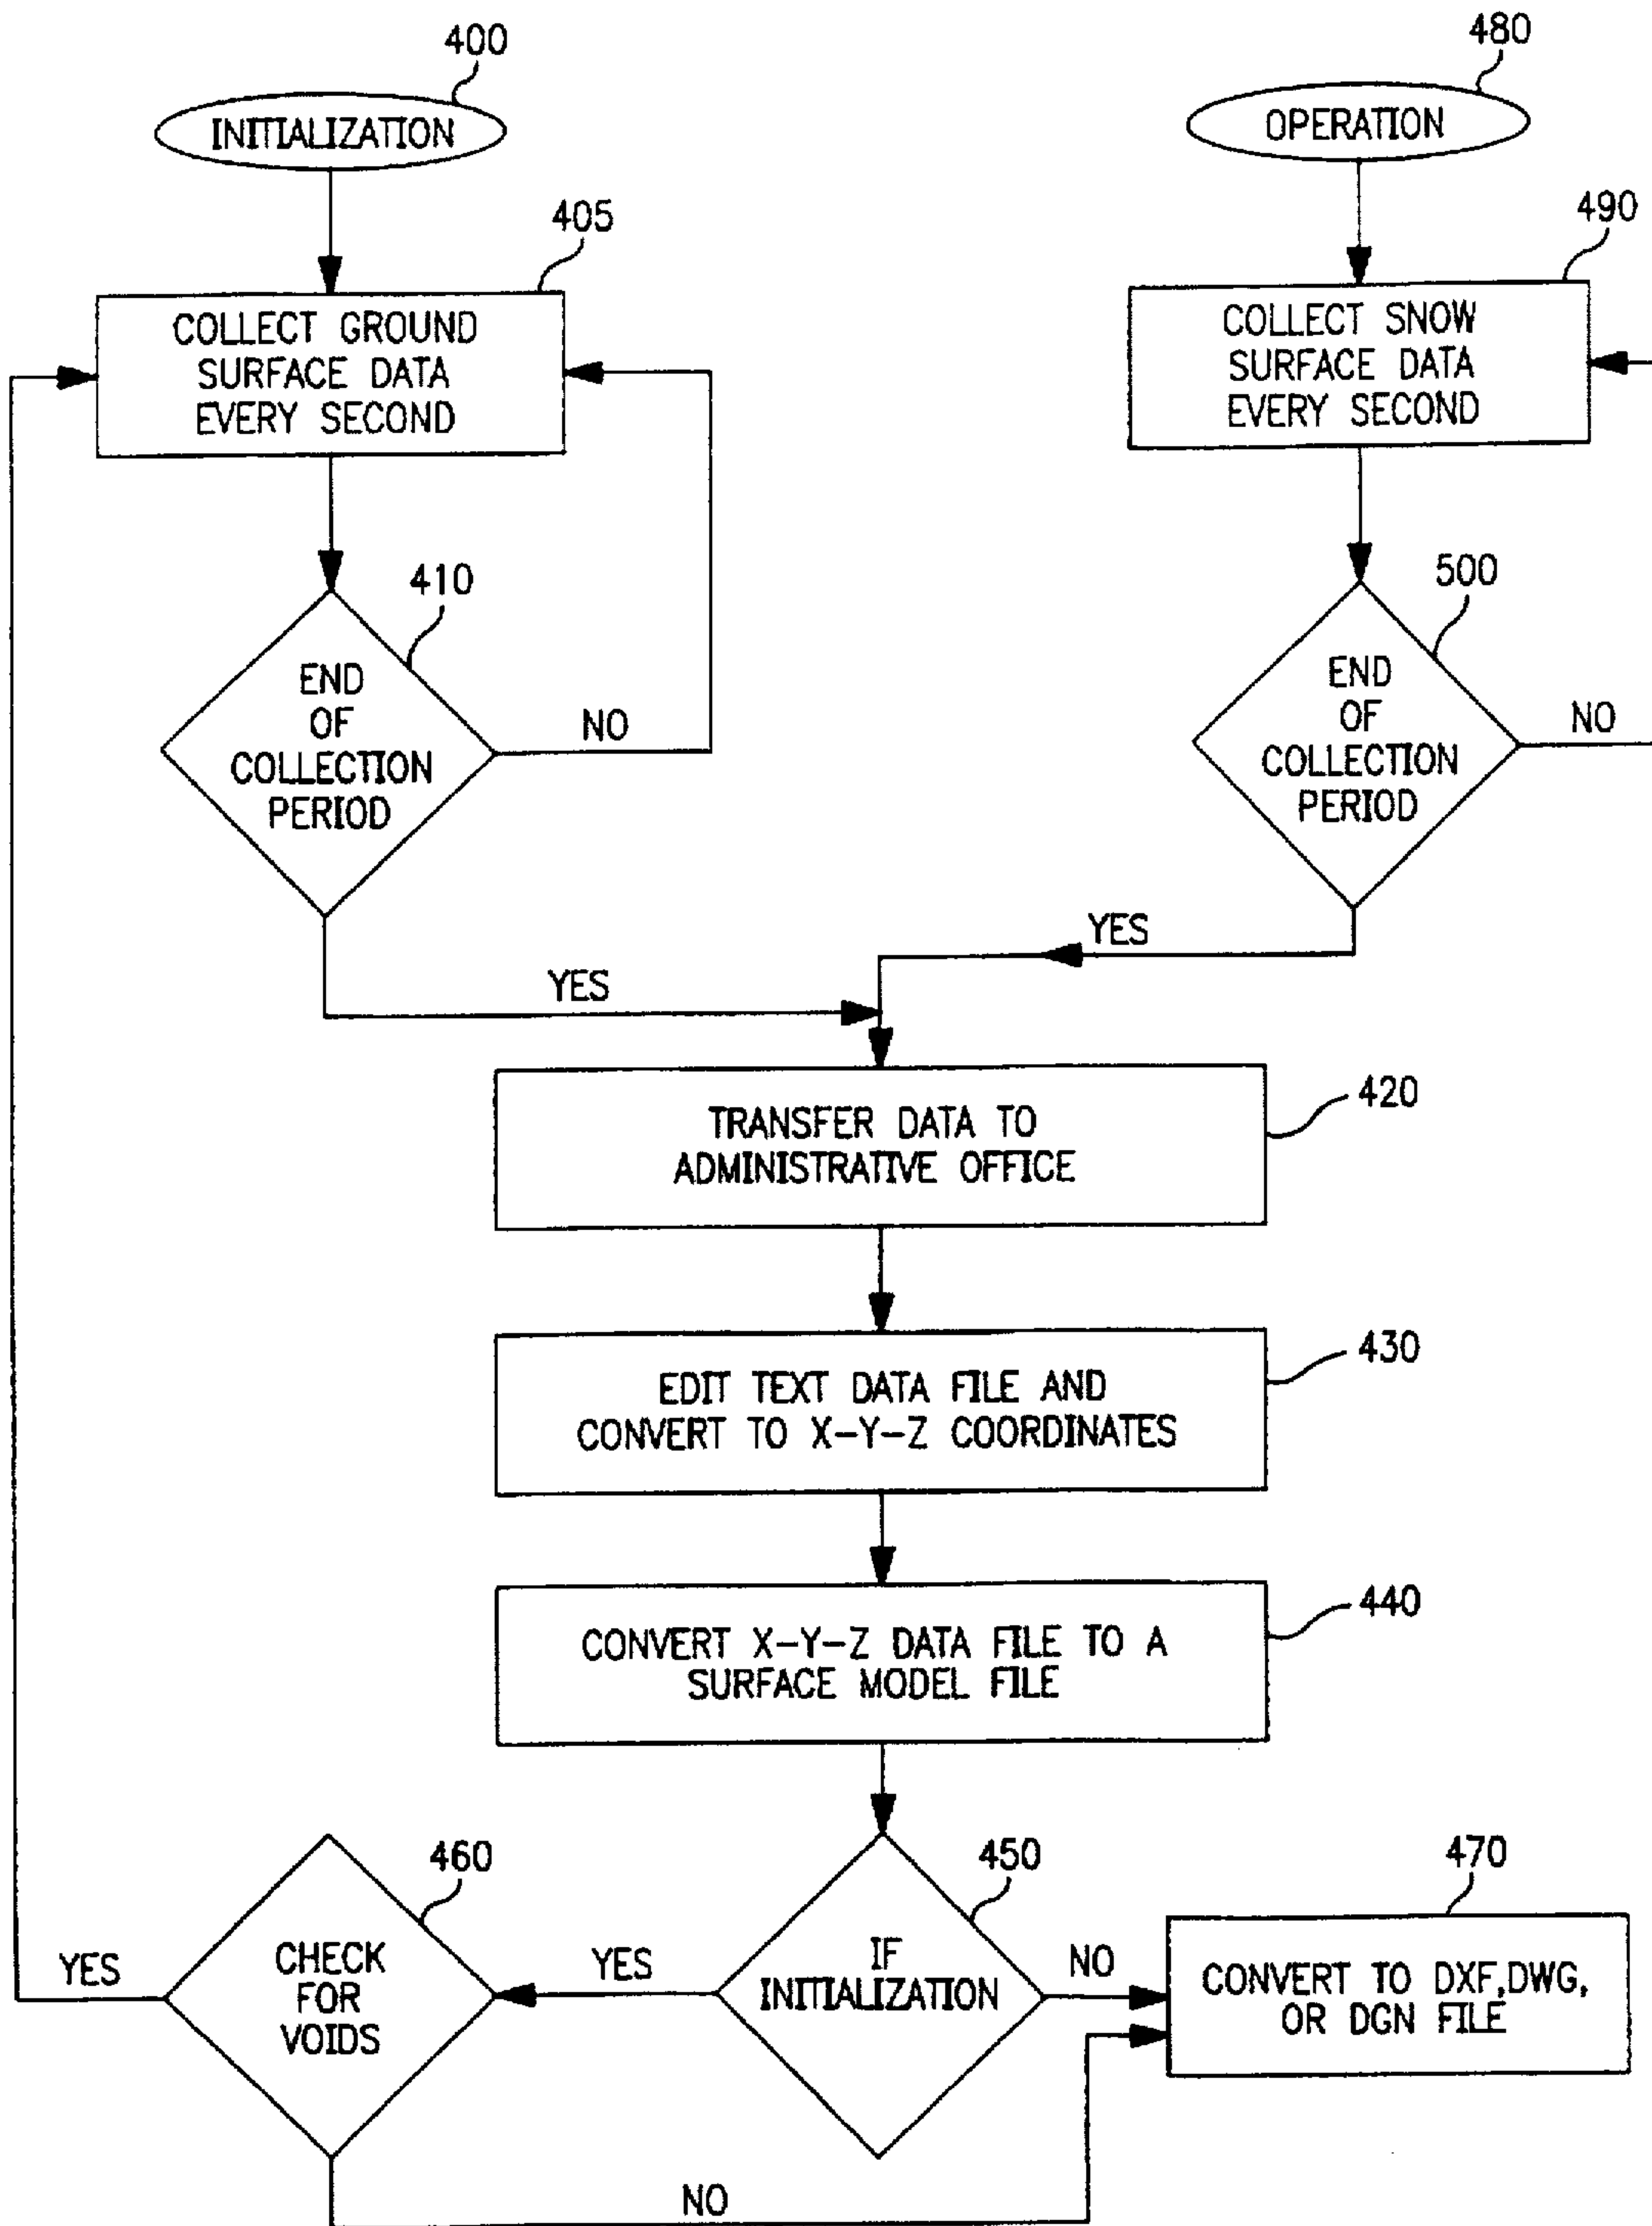 400
INITIALIZATION
480
OPERATION
405
COLLECT GROUND
SURFACE DATA
EVERY SECOND
490
COLLECT SNOW
SURFACE DATA
EVERY SECOND
410
END
OF
COLLECTION
PERIOD
NO
500
END
OF
COLLECTION
PERIOD
NO
YES
YES
420
TRANSFER DATA TO
ADMINISTRATIVE OFFICE
430
EDIT TEXT DATA FILE AND
CONVERT TO X-Y-Z COORDINATES
440
CONVERT X-Y-Z DATA FILE TO A
SURFACE MODEL FILE
460
CHECK
FOR
VOIDS
YES
YES
450
IF
INITIALIZATION
NO
470
CONVERT TO DXF,DWG,
OR DGN FILE
NO